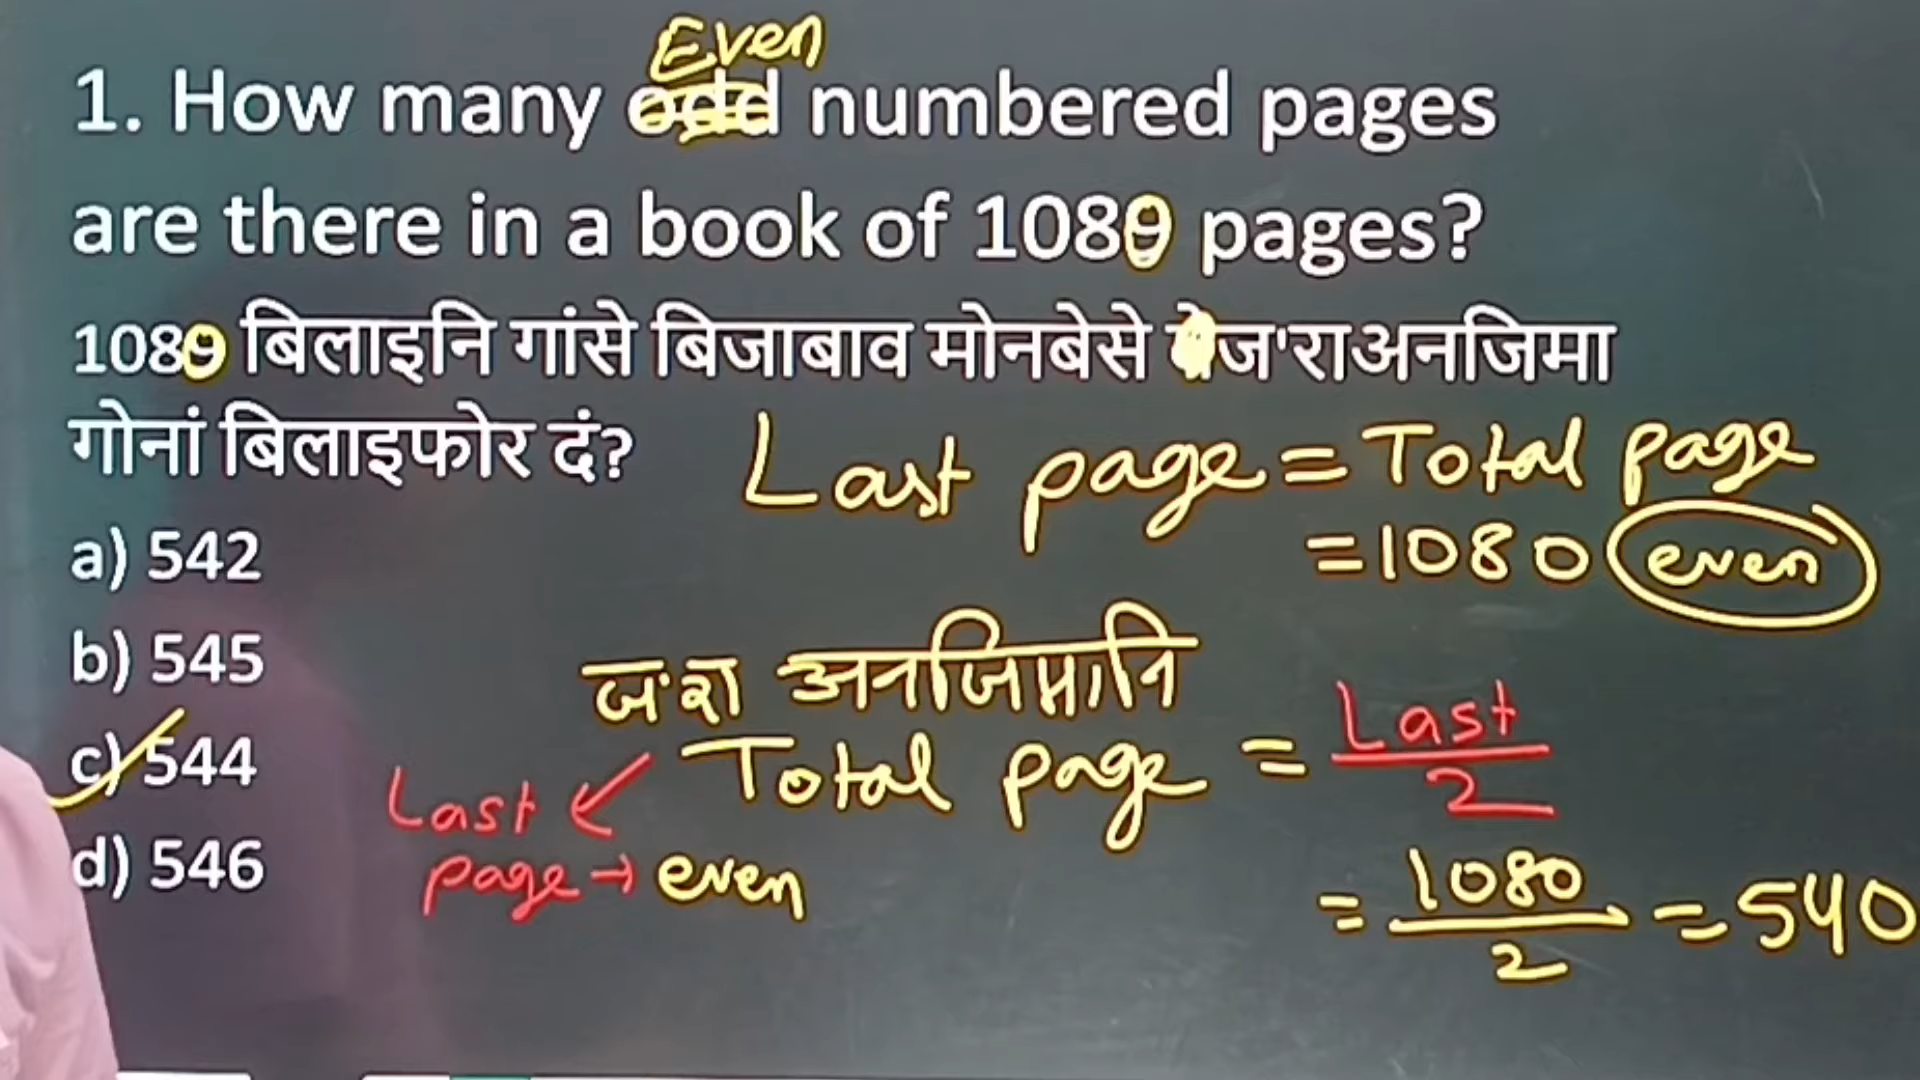 Even
1. How many odd numbered pages
are there in a book of 1080 pages?
1080 बिलाइनि गांसे बिजाबाव मोनबेसे ज'राअनजिमा
गोनां बिलाइफोर दं?
Last page = Total page
= 1080 even
a) 542
b) 545
c) 544
d) 546
ज'रा अनजिमानि
Total page = Last
2
Last
page → even
= 1080 = 540
2